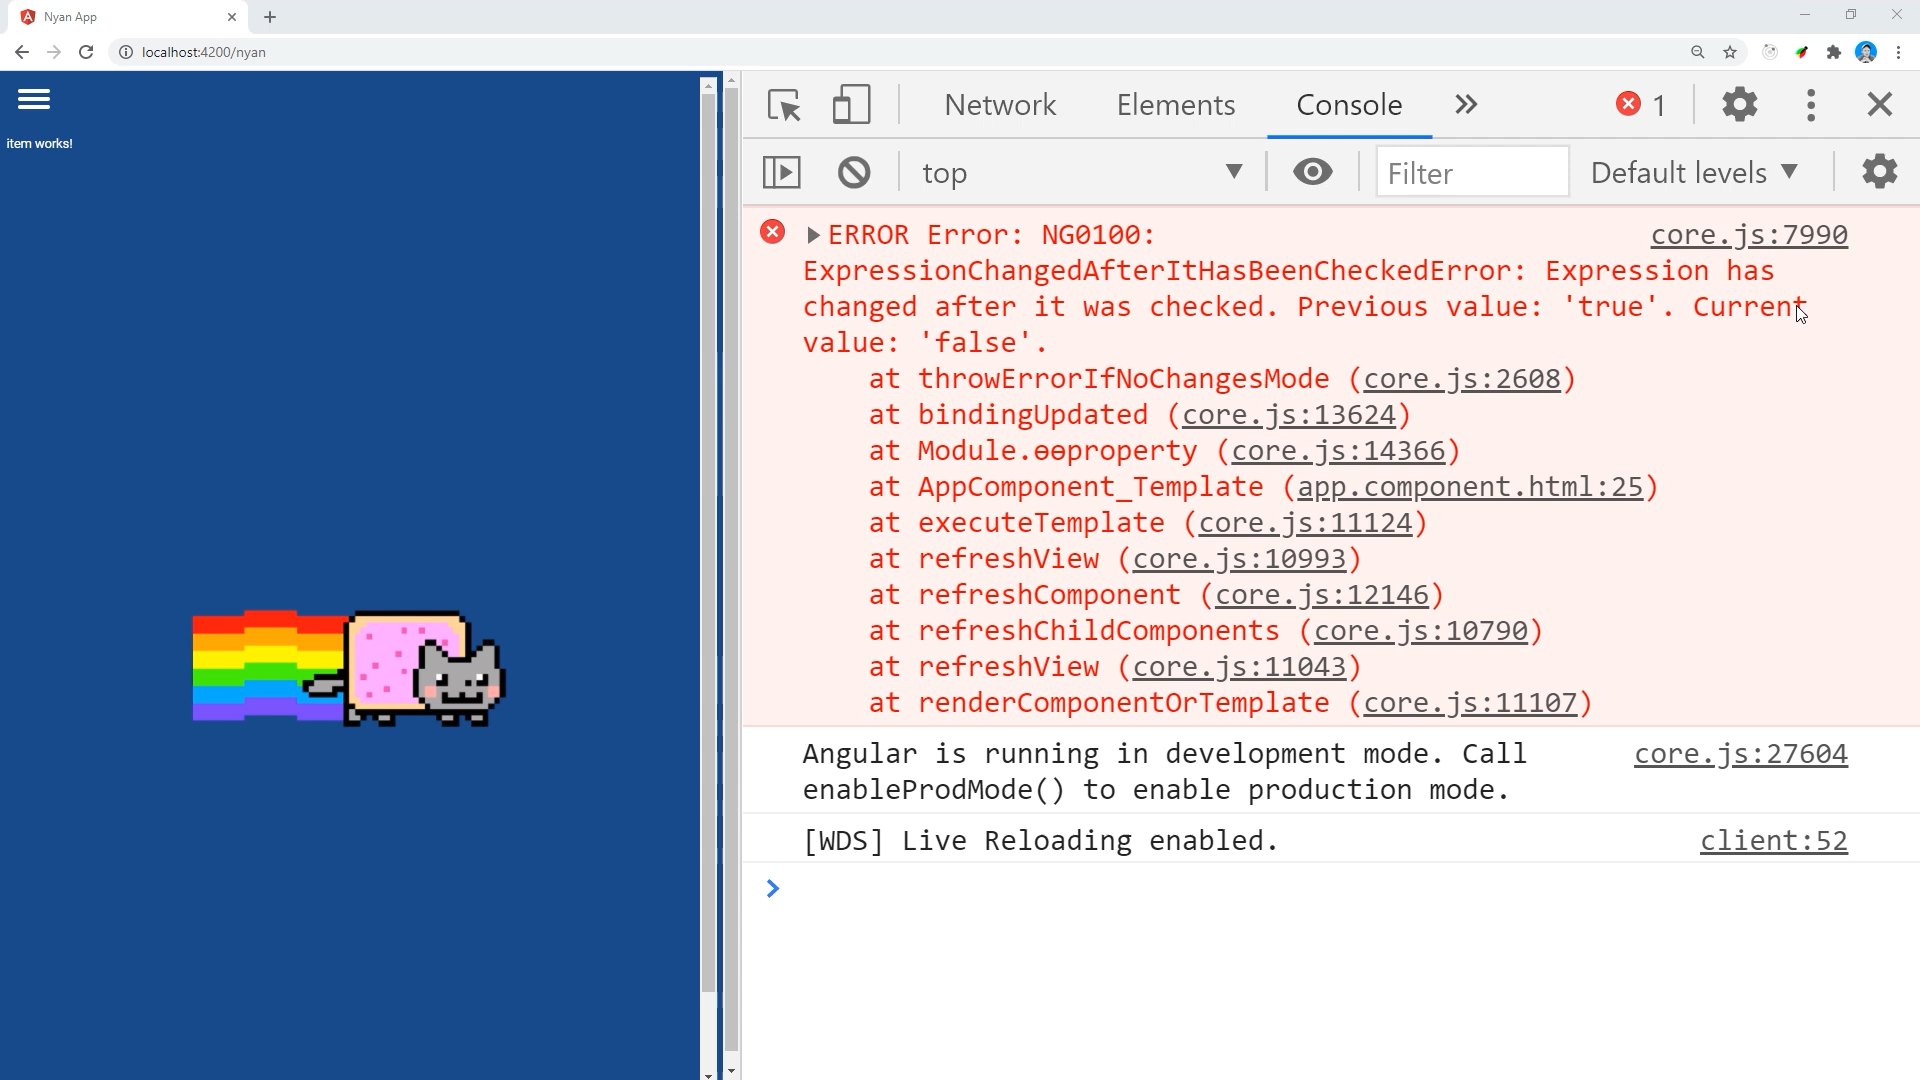 Nyan App
localhost:4200/nyan
item works!
Network Elements Console 1
top Filter Default levels
ERROR Error: NG0100: core.js:7990
ExpressionChangedAfterItHasBeenCheckedError: Expression has
changed after it was checked. Previous value: 'true'. Current
value: 'false'.
at throwErrorIfNoChangesMode (core.js:2608)
at bindingUpdated (core.js:13624)
at Module.ɵɵproperty (core.js:14366)
at AppComponent_Template (app.component.html:25)
at executeTemplate (core.js:11124)
at refreshView (core.js:10993)
at refreshComponent (core.js:12146)
at refreshChildComponents (core.js:10790)
at refreshView (core.js:11043)
at renderComponentOrTemplate (core.js:11107)
Angular is running in development mode. Call core.js:27604
enableProdMode() to enable production mode.
[WDS] Live Reloading enabled. client:52